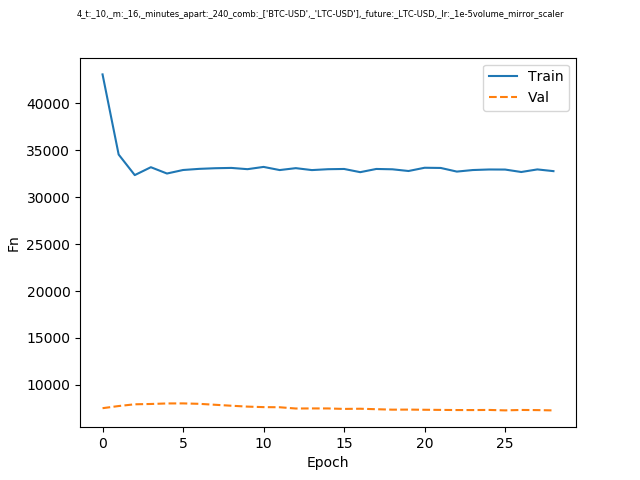 4_t:_10,_m:_16,_minutes_apart:_240_comb:_['BTC-USD',_'LTC-USD'],_future:_LTC-USD,_lr:_1e-5volume_mirror_scaler
Train
Val
40000
35000
30000
25000
20000
15000
10000
Fn
0 5 10 15 20 25
Epoch